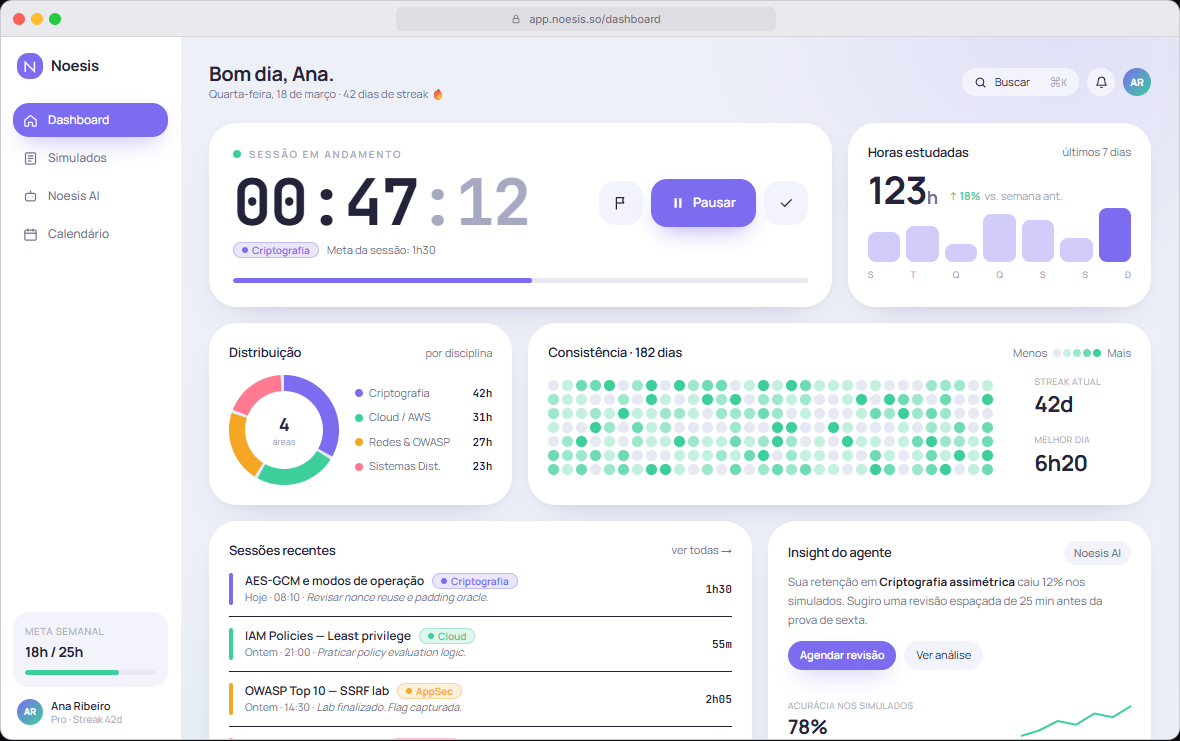 app.noesis.so/dashboard
N Noesis
Dashboard
Simulados
Noesis AI
Calendário
META SEMANAL
18h / 25h
AR Ana Ribeiro
Pro · Streak 42d
Bom dia, Ana.
Quarta-feira, 18 de março · 42 dias de streak 🔥
Buscar ⌘K
AR
SESSÃO EM ANDAMENTO
00:47:12
Pausar
Criptografia Meta da sessão: 1h30
Horas estudadas últimos 7 dias
123h ↑ 18% vs. semana ant.
S T Q Q S S D
Distribuição por disciplina
4
áreas
Criptografia 42h
Cloud / AWS 31h
Redes & OWASP 27h
Sistemas Dist. 23h
Consistência · 182 dias Menos Mais
STREAK ATUAL
42d
MELHOR DIA
6h20
Sessões recentes ver todas →
AES-GCM e modos de operação Criptografia
Hoje · 08:10 · Revisar nonce reuse e padding oracle.
1h30
IAM Policies — Least privilege Cloud
Ontem · 21:00 · Praticar policy evaluation logic.
55m
OWASP Top 10 — SSRF lab AppSec
Ontem · 14:30 · Lab finalizado. Flag capturada.
2h05
Insight do agente Noesis AI
Sua retenção em Criptografia assimétrica caiu 12% nos
simulados. Sugiro uma revisão espaçada de 25 min antes da
prova de sexta.
Agendar revisão Ver análise
ACURÁCIA NOS SIMULADOS
78%